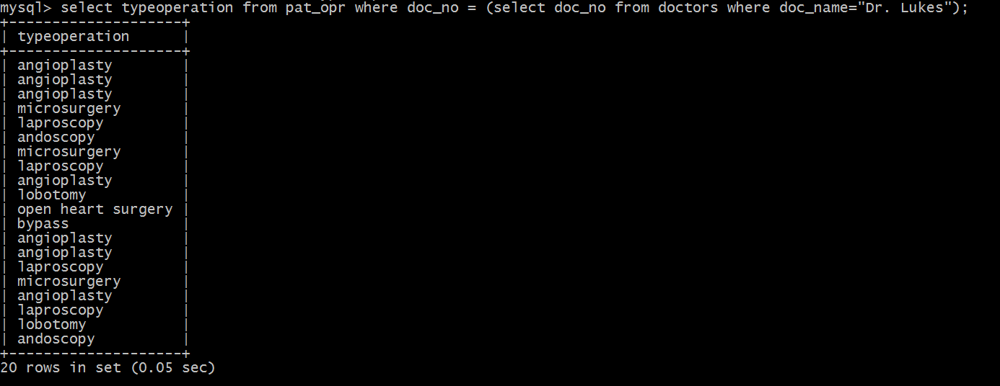 mysql> select typeoperation from pat_opr where doc_no = (select doc_no from doctors where doc_name="Dr. Lukes");
+--------------------+
| typeoperation      |
+--------------------+
| angioplasty        |
| angioplasty        |
| angioplasty        |
| microsurgery       |
| laproscopy         |
| andoscopy          |
| microsurgery       |
| laproscopy         |
| angioplasty        |
| lobotomy           |
| open heart surgery |
| bypass             |
| angioplasty        |
| angioplasty        |
| laproscopy         |
| microsurgery       |
| angioplasty        |
| laproscopy         |
| lobotomy           |
| andoscopy          |
+--------------------+
20 rows in set (0.05 sec)